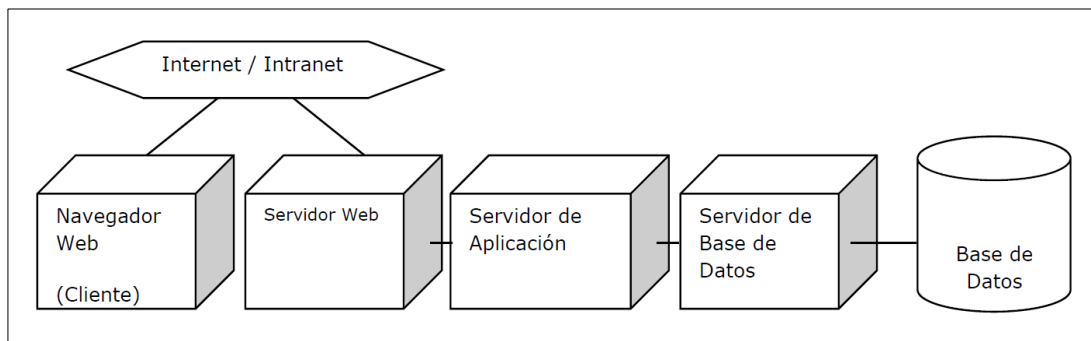 Internet / Intranet
Navegador
Web
(Cliente)
Servidor Web
Servidor de
Aplicación
Servidor de
Base de
Datos
Base de
Datos